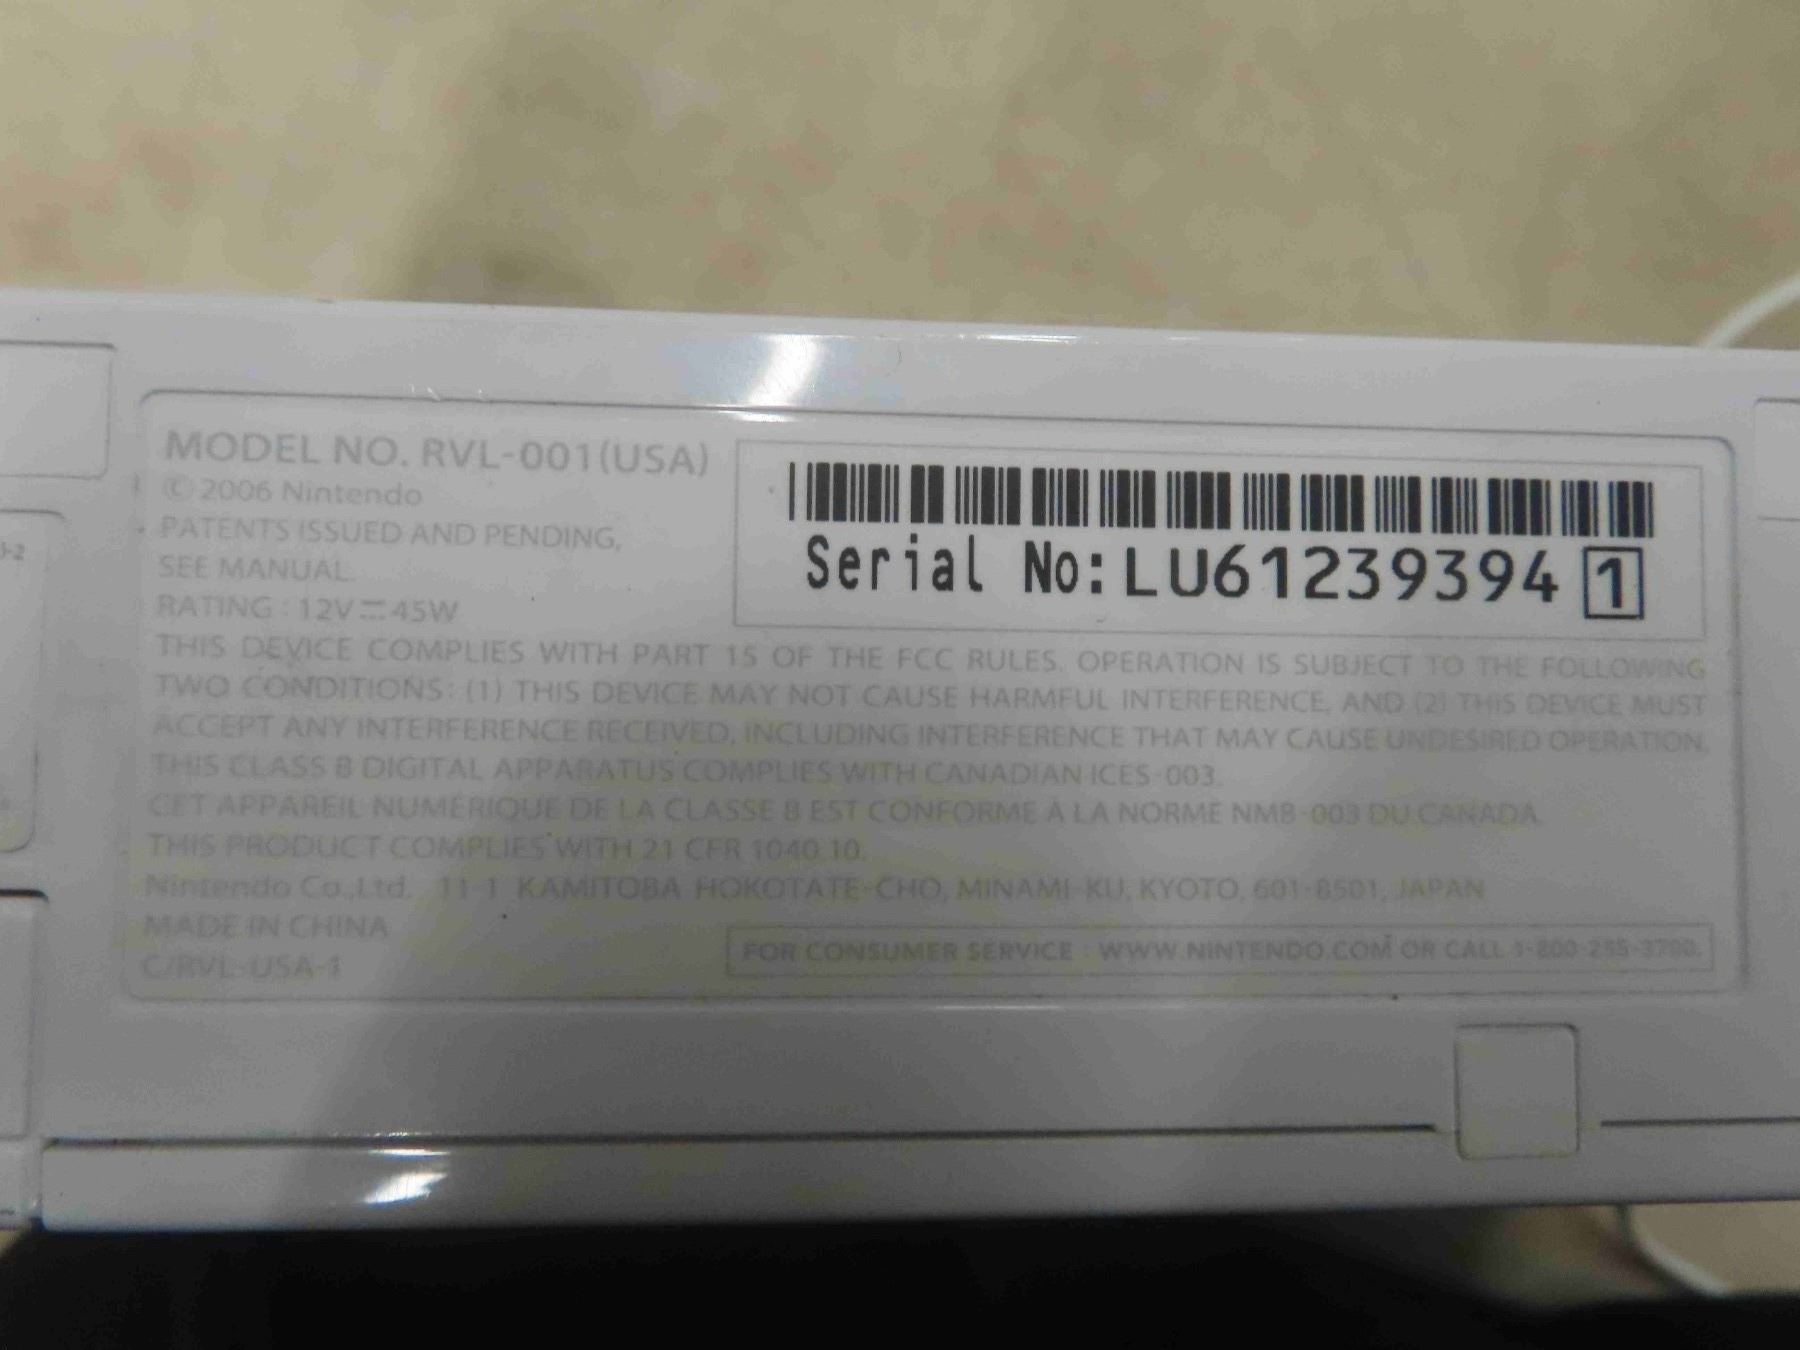 MODEL NO. RVL-001(USA)
© 2006 Nintendo
PATENTS ISSUED AND PENDING,
SEE MANUAL.
RATING : 12V⎓45W
Serial No:LU61239394 1
THIS DEVICE COMPLIES WITH PART 15 OF THE FCC RULES. OPERATION IS SUBJECT TO THE FOLLOWING
TWO CONDITIONS: (1) THIS DEVICE MAY NOT CAUSE HARMFUL INTERFERENCE, AND (2) THIS DEVICE MUST
ACCEPT ANY INTERFERENCE RECEIVED, INCLUDING INTERFERENCE THAT MAY CAUSE UNDESIRED OPERATION.
THIS CLASS B DIGITAL APPARATUS COMPLIES WITH CANADIAN ICES-003.
CET APPAREIL NUMÉRIQUE DE LA CLASSE B EST CONFORME À LA NORME NMB-003 DU CANADA.
THIS PRODUCT COMPLIES WITH 21 CFR 1040.10.
Nintendo Co.,Ltd. 11-1 KAMITOBA HOKOTATE-CHO, MINAMI-KU, KYOTO, 601-8501, JAPAN
MADE IN CHINA
C/RVL-USA-1
FOR CONSUMER SERVICE : WWW.NINTENDO.COM OR CALL 1-800-255-3700.